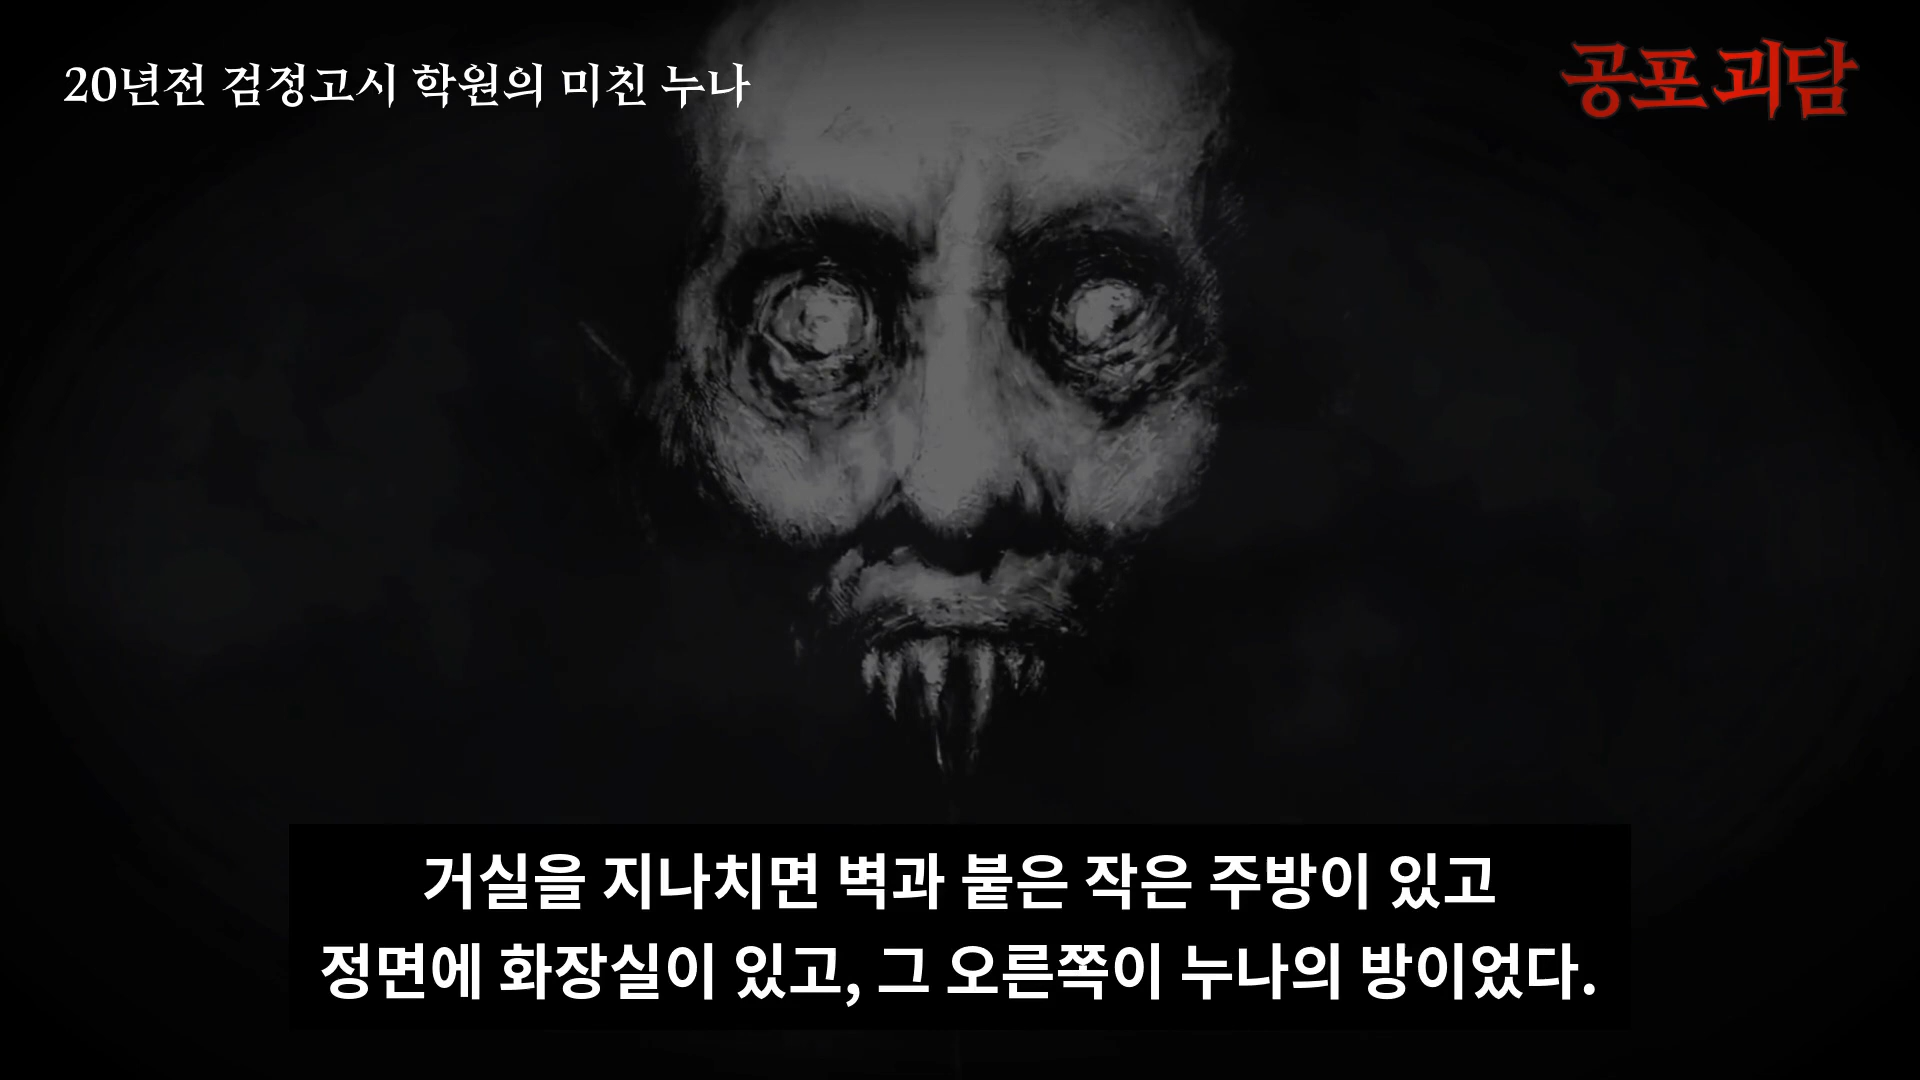 20년전 검정고시 학원의 미친 누나
공포괴담
거실을 지나치면 벽과 붙은 작은 주방이 있고
정면에 화장실이 있고, 그 오른쪽이 누나의 방이었다.